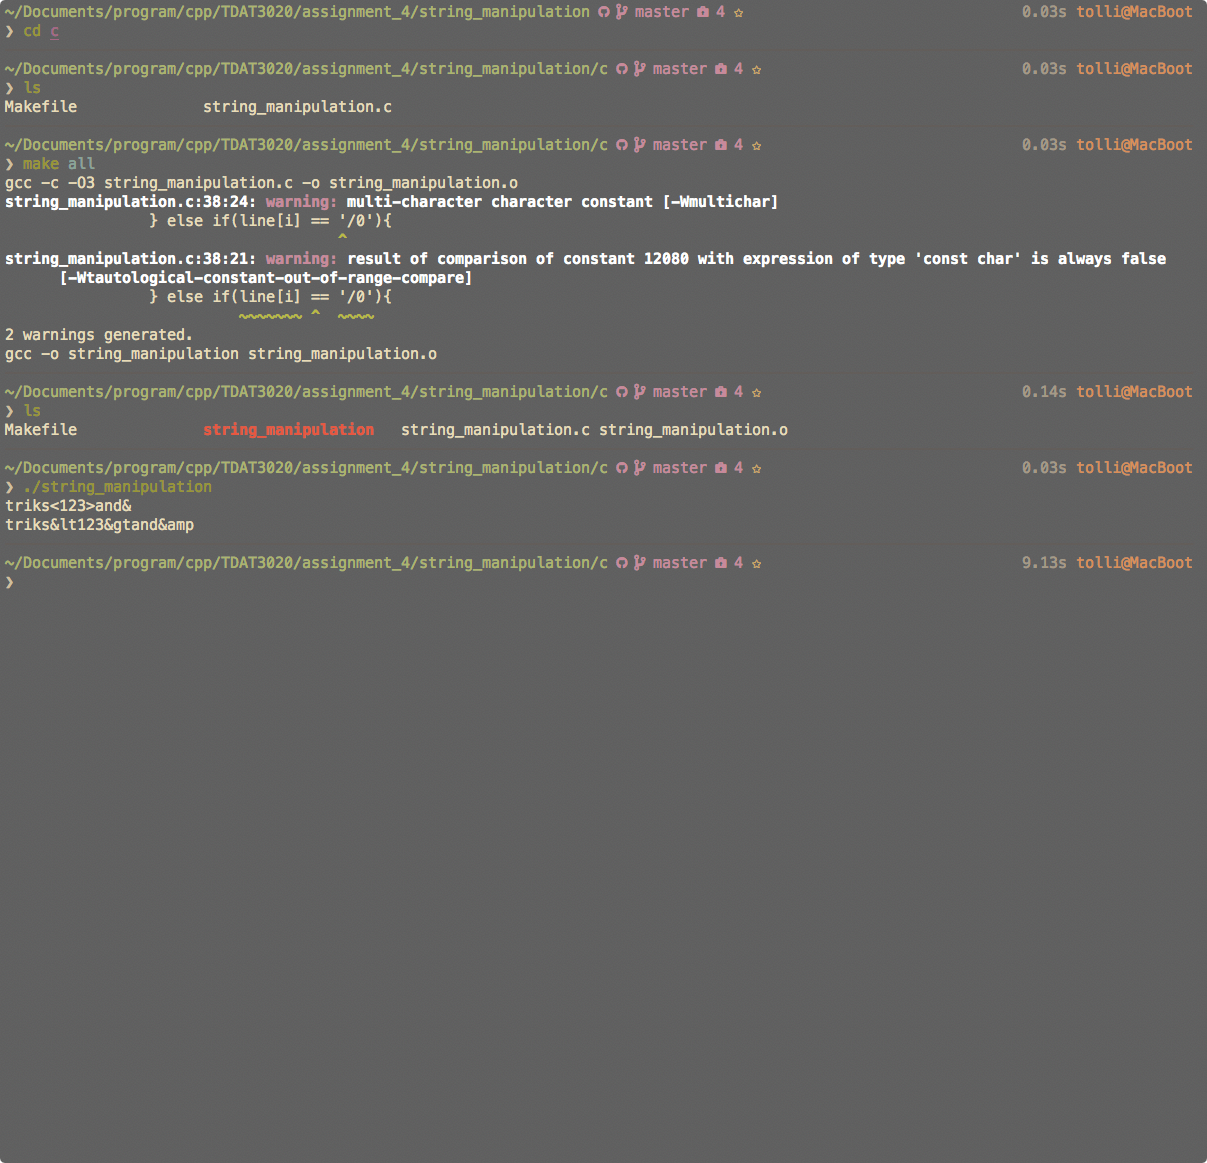 ~/Documents/program/cpp/TDAT3020/assignment_4/string_manipulation master 4 ☆ 0.03s tolli@MacBoot
❯ cd c
~/Documents/program/cpp/TDAT3020/assignment_4/string_manipulation/c master 4 ☆ 0.03s tolli@MacBoot
❯ ls
Makefile string_manipulation.c
~/Documents/program/cpp/TDAT3020/assignment_4/string_manipulation/c master 4 ☆ 0.03s tolli@MacBoot
❯ make all
gcc -c -O3 string_manipulation.c -o string_manipulation.o
string_manipulation.c:38:24: warning: multi-character character constant [-Wmultichar]
} else if(line[i] == '/0'){
^
string_manipulation.c:38:21: warning: result of comparison of constant 12080 with expression of type 'const char' is always false
[-Wtautological-constant-out-of-range-compare]
} else if(line[i] == '/0'){
~~~~~~~ ^ ~~~~
2 warnings generated.
gcc -o string_manipulation string_manipulation.o
~/Documents/program/cpp/TDAT3020/assignment_4/string_manipulation/c master 4 ☆ 0.14s tolli@MacBoot
❯ ls
Makefile string_manipulation string_manipulation.c string_manipulation.o
~/Documents/program/cpp/TDAT3020/assignment_4/string_manipulation/c master 4 ☆ 0.03s tolli@MacBoot
❯ ./string_manipulation
triks<123>and&
triks&lt123&gtand&amp
~/Documents/program/cpp/TDAT3020/assignment_4/string_manipulation/c master 4 ☆ 9.13s tolli@MacBoot
❯